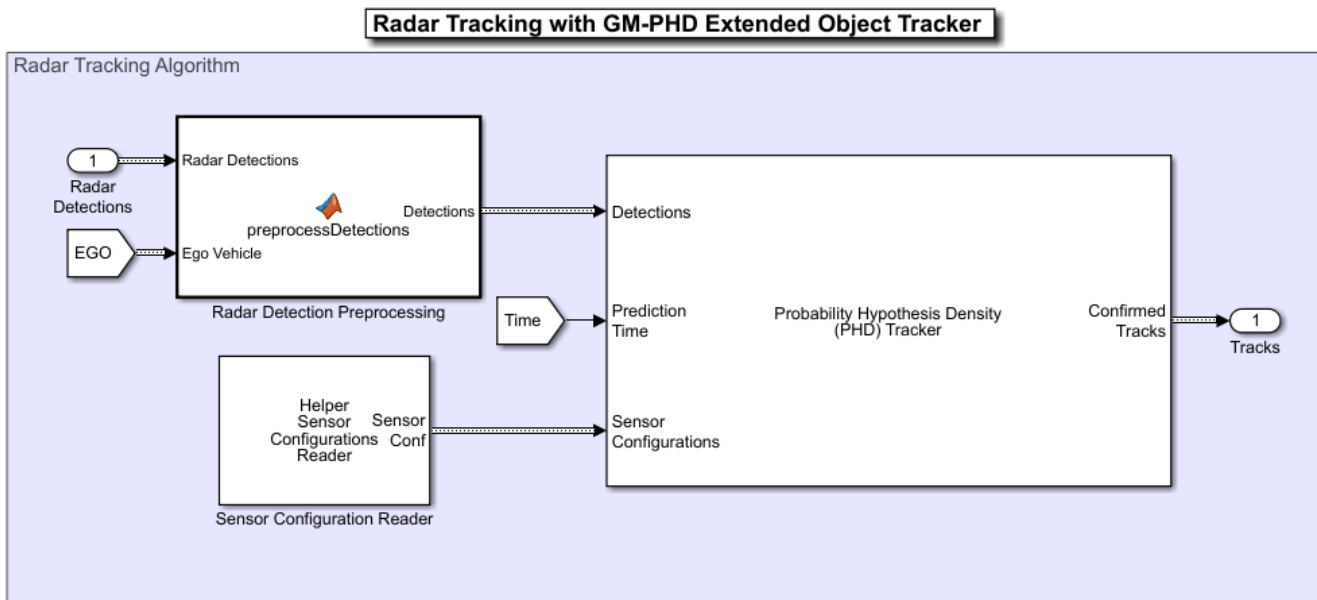 Radar Tracking with GM-PHD Extended Object Tracker
Radar Tracking Algorithm
1
Radar
Detections
EGO
Radar Detections
Ego Vehicle
preprocessDetections
Detections
Radar Detection Preprocessing
Time
Helper
Sensor
Configurations
Reader
Sensor
Conf
Sensor Configuration Reader
Detections
Prediction
Time
Sensor
Configurations
Probability Hypothesis Density
(PHD) Tracker
Confirmed
Tracks
1
Tracks